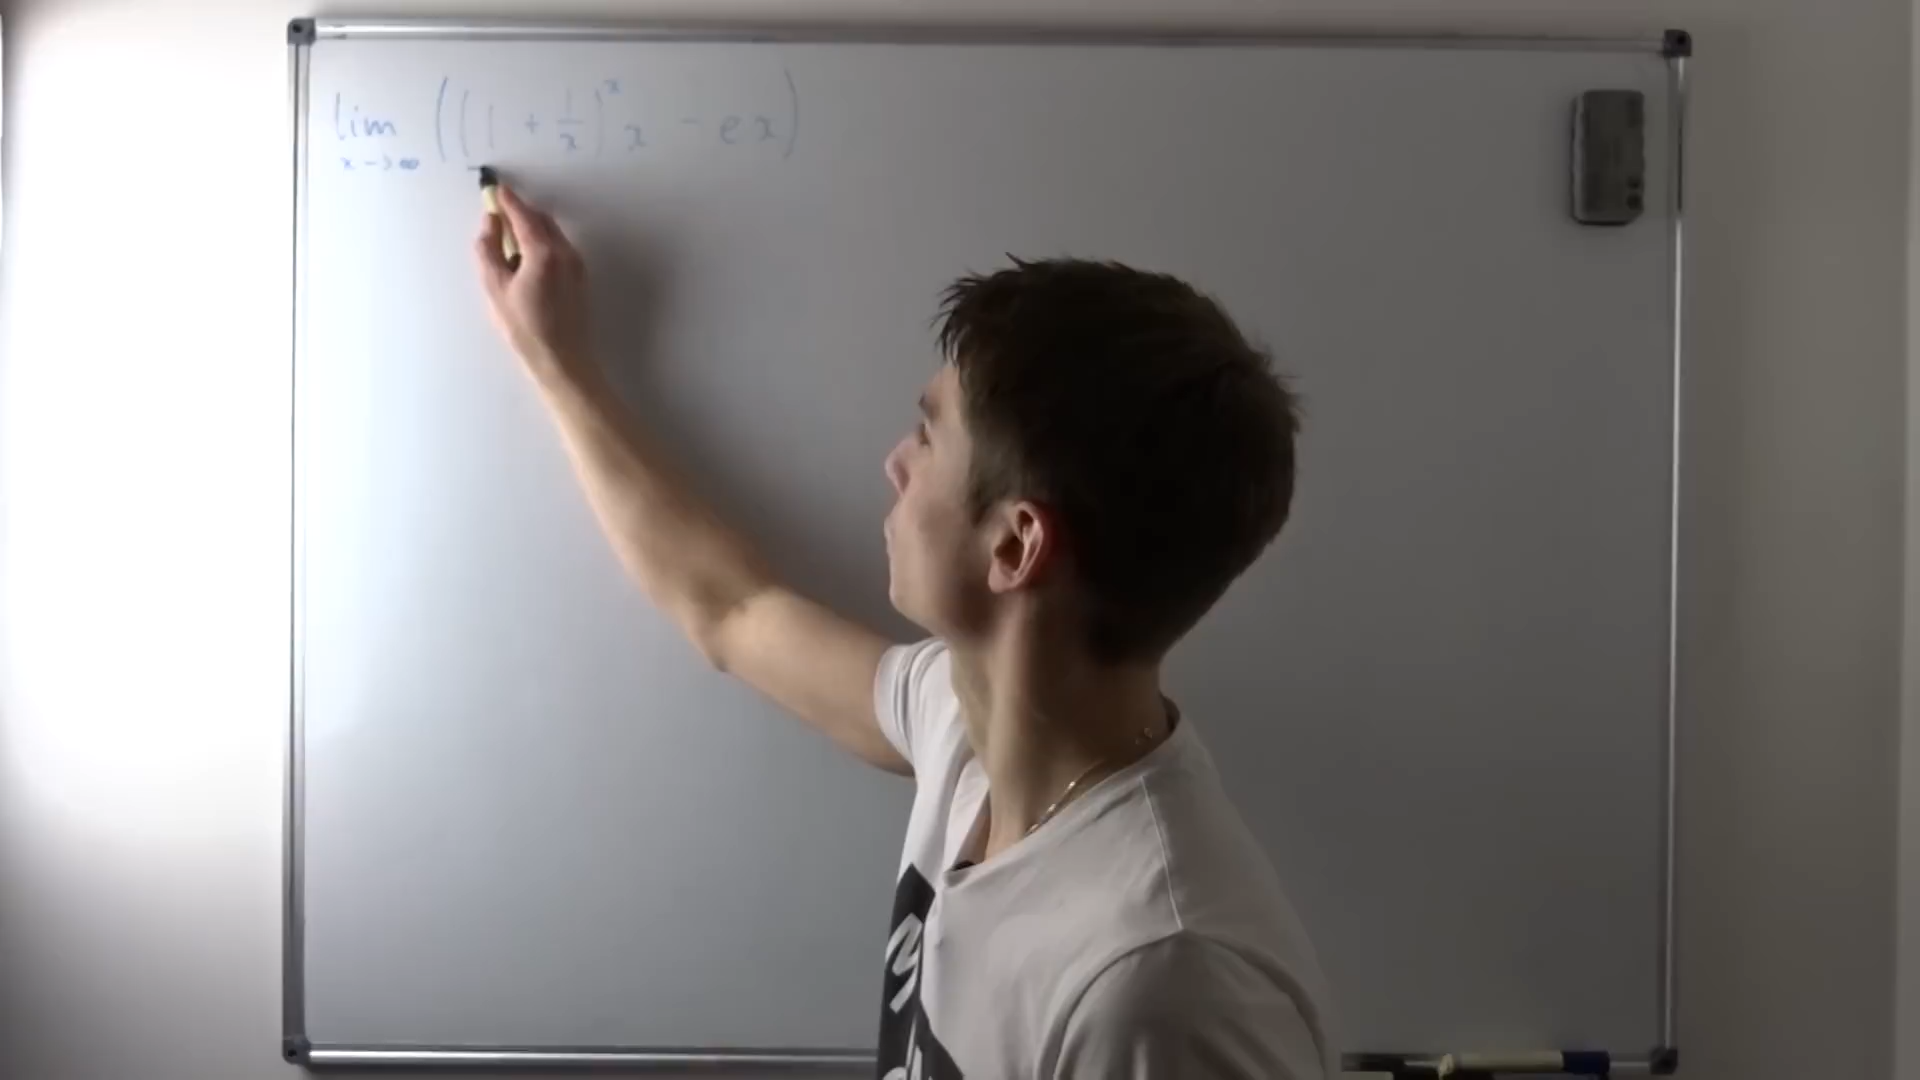 lim ((1 + 1/x)^x x - ex)
x → ∞